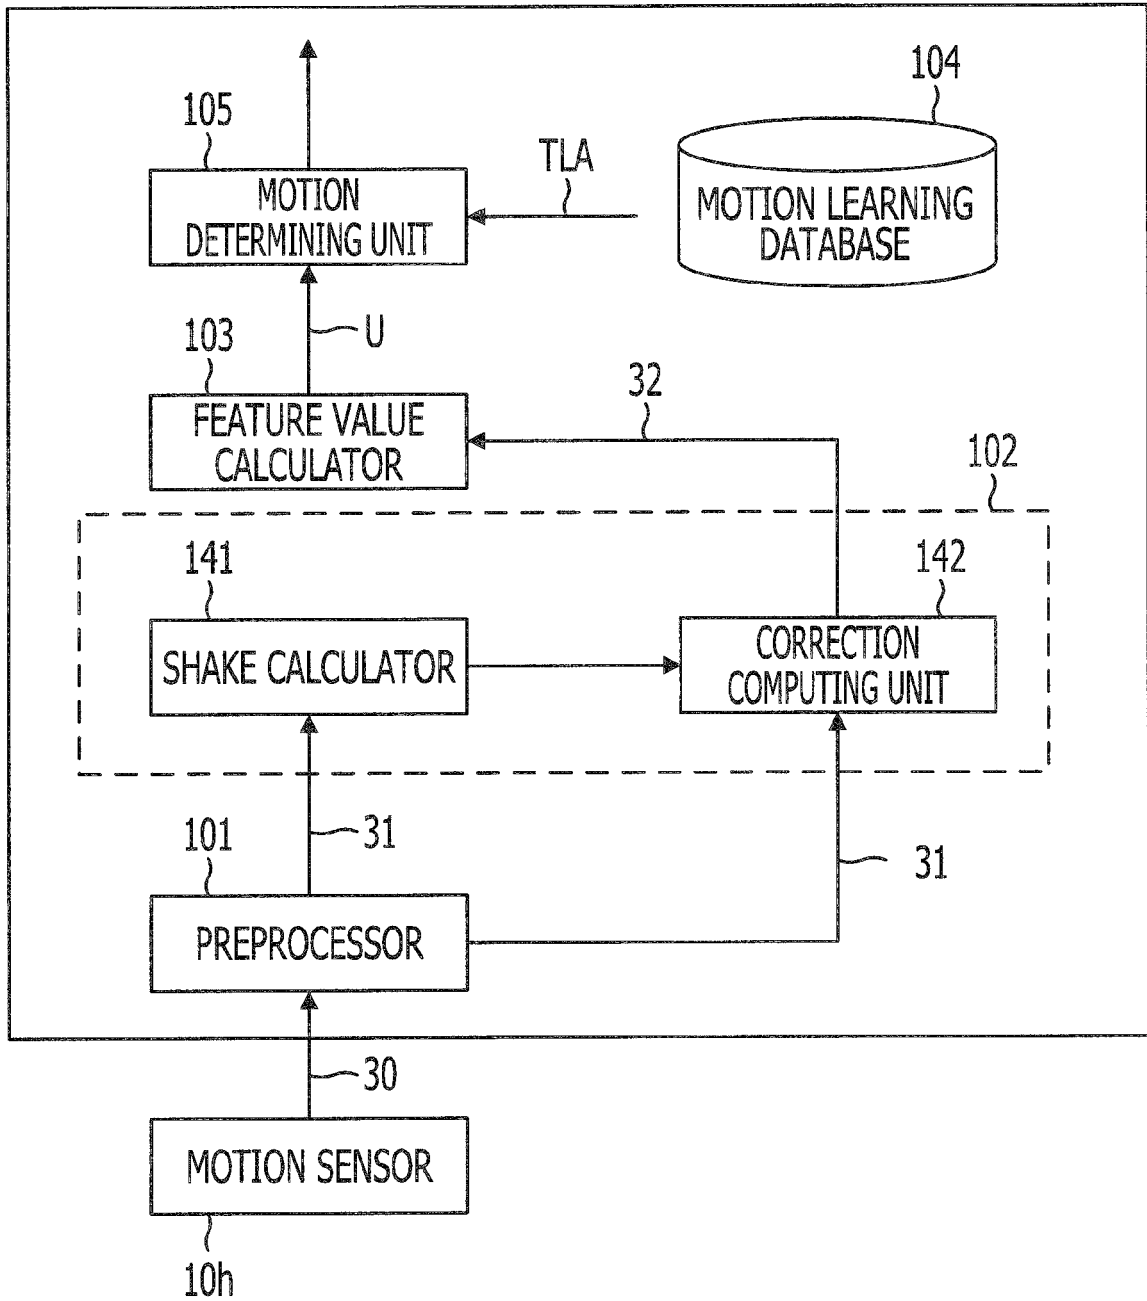 104
105
TLA
MOTION
DETERMINING UNIT
MOTION LEARNING
DATABASE
U
103
32
FEATURE VALUE
CALCULATOR
102
141
142
SHAKE CALCULATOR
CORRECTION
COMPUTING UNIT
101
31
31
PREPROCESSOR
30
MOTION SENSOR
10h